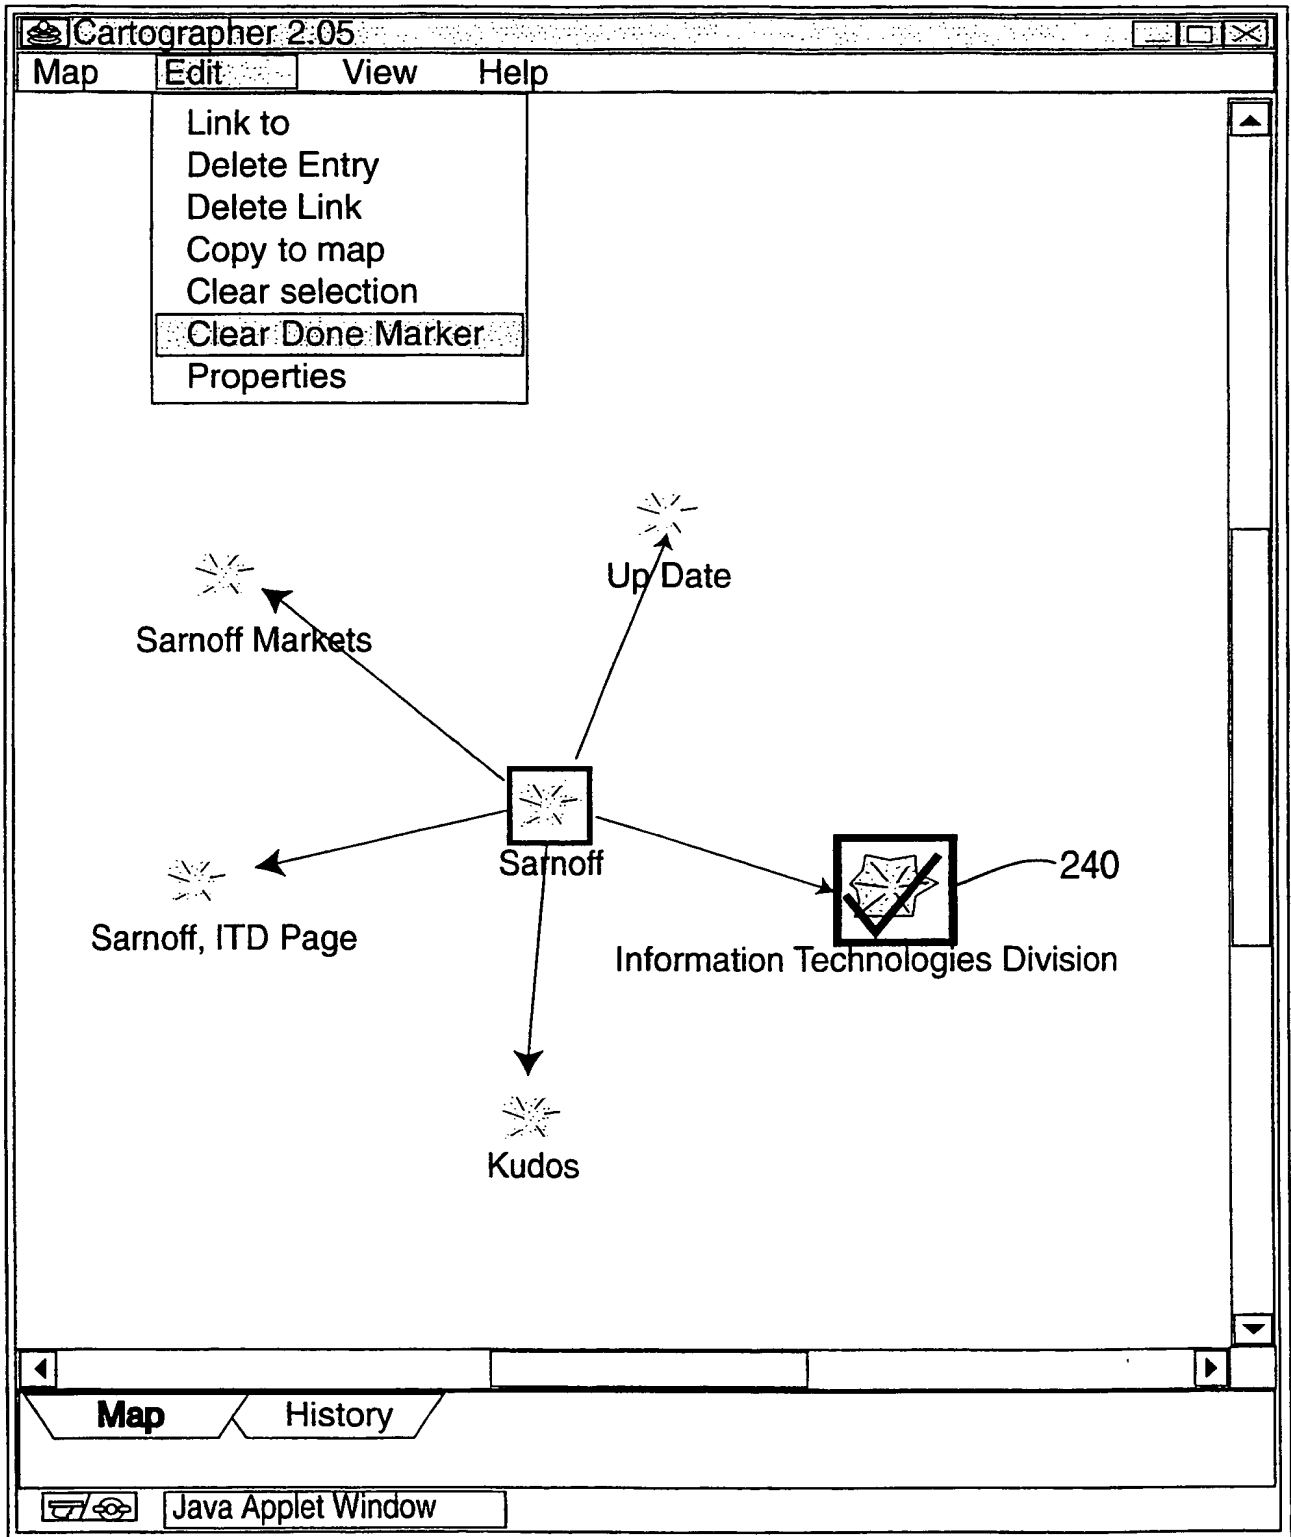 Cartographer 2.05
Map Edit View Help
Link to
Delete Entry
Delete Link
Copy to map
Clear selection
Clear Done Marker
Properties
Up Date
Sarnoff Markets
Sarnoff
240
Sarnoff, ITD Page
Information Technologies Division
Kudos
Map History
Java Applet Window